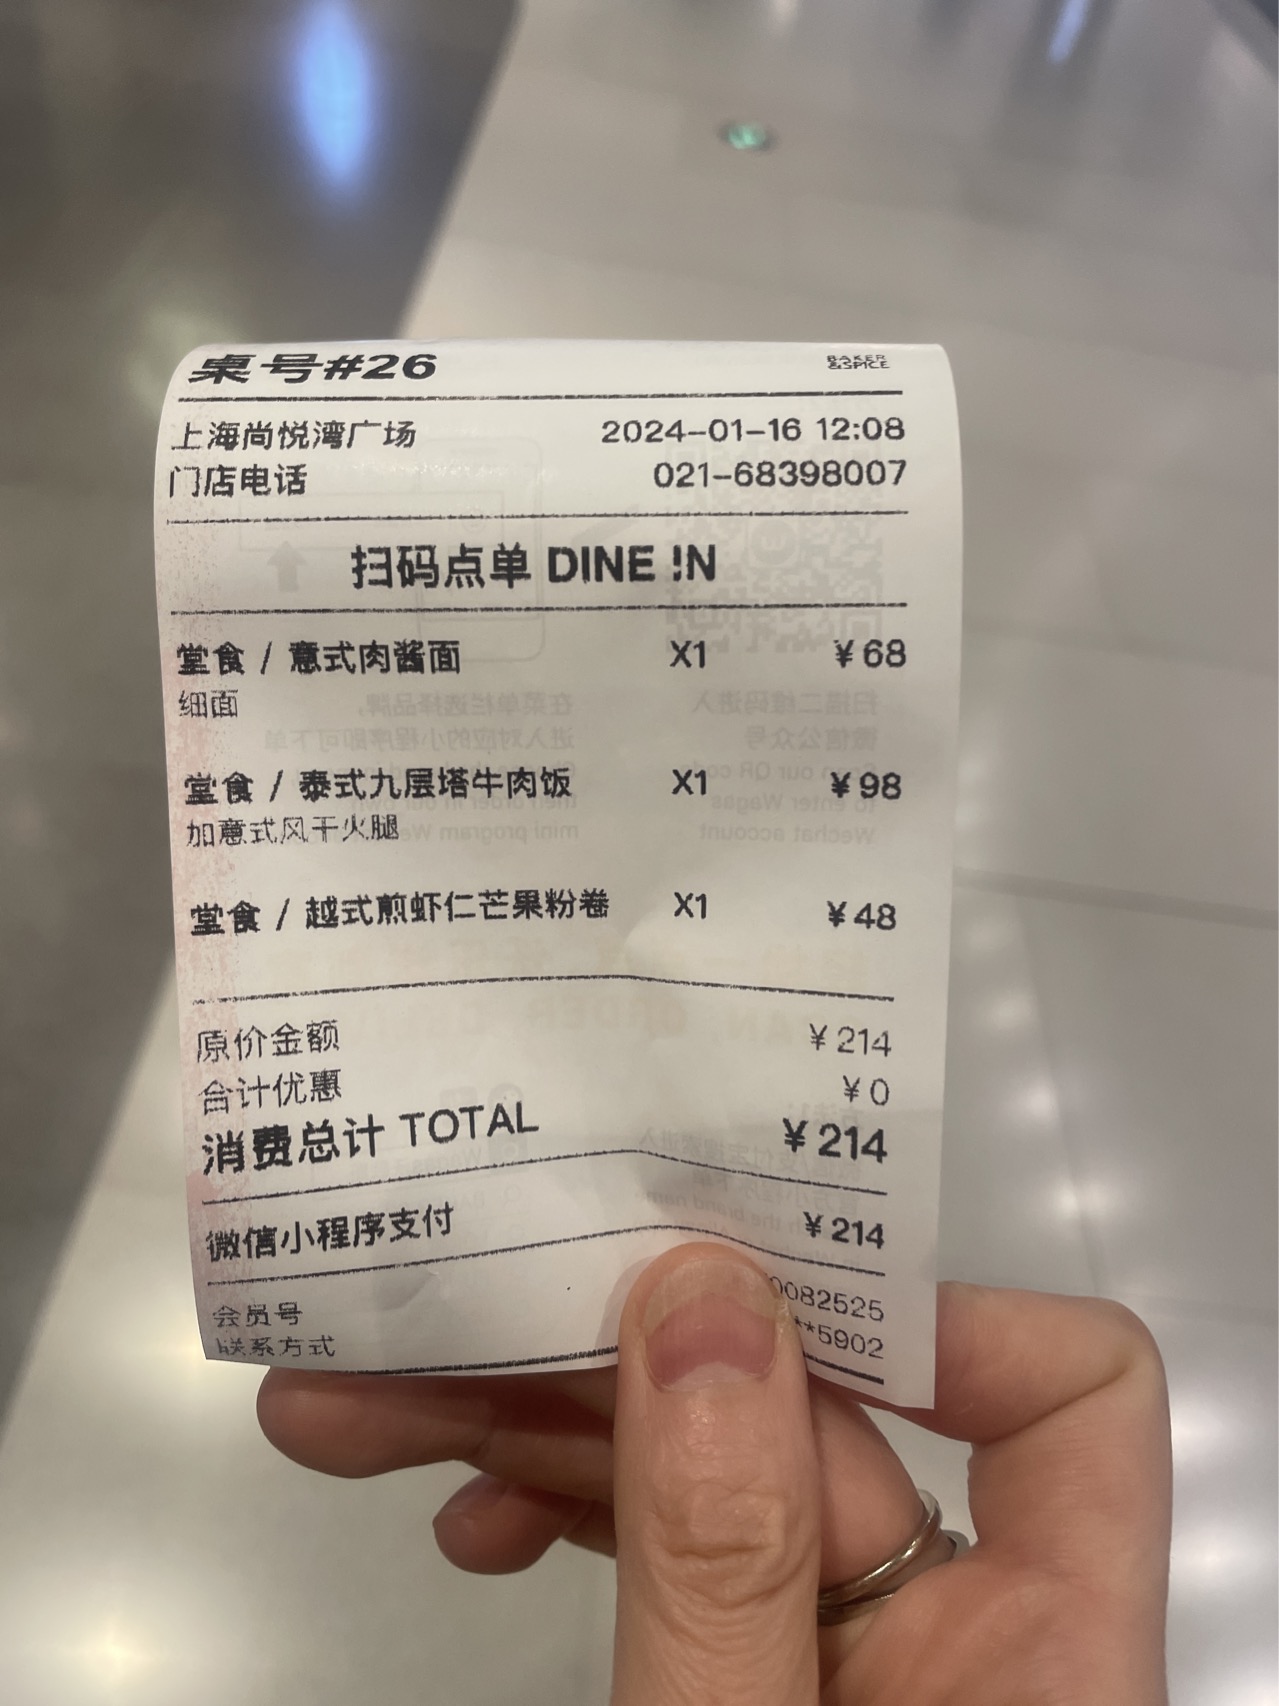 桌号#26
BAKER
&SPICE
上海尚悦湾广场 2024-01-16 12:08
门店电话 021-68398007
扫码点单 DINE IN
堂食 / 意式肉酱面 X1 ¥68
细面
堂食 / 泰式九层塔牛肉饭 X1 ¥98
加意式风干火腿
堂食 / 越式煎虾仁芒果粉卷 X1 ¥48
原价金额 ¥214
合计优惠 ¥0
消费总计 TOTAL ¥214
微信小程序支付 ¥214
会员号 0082525
联系方式 **5902